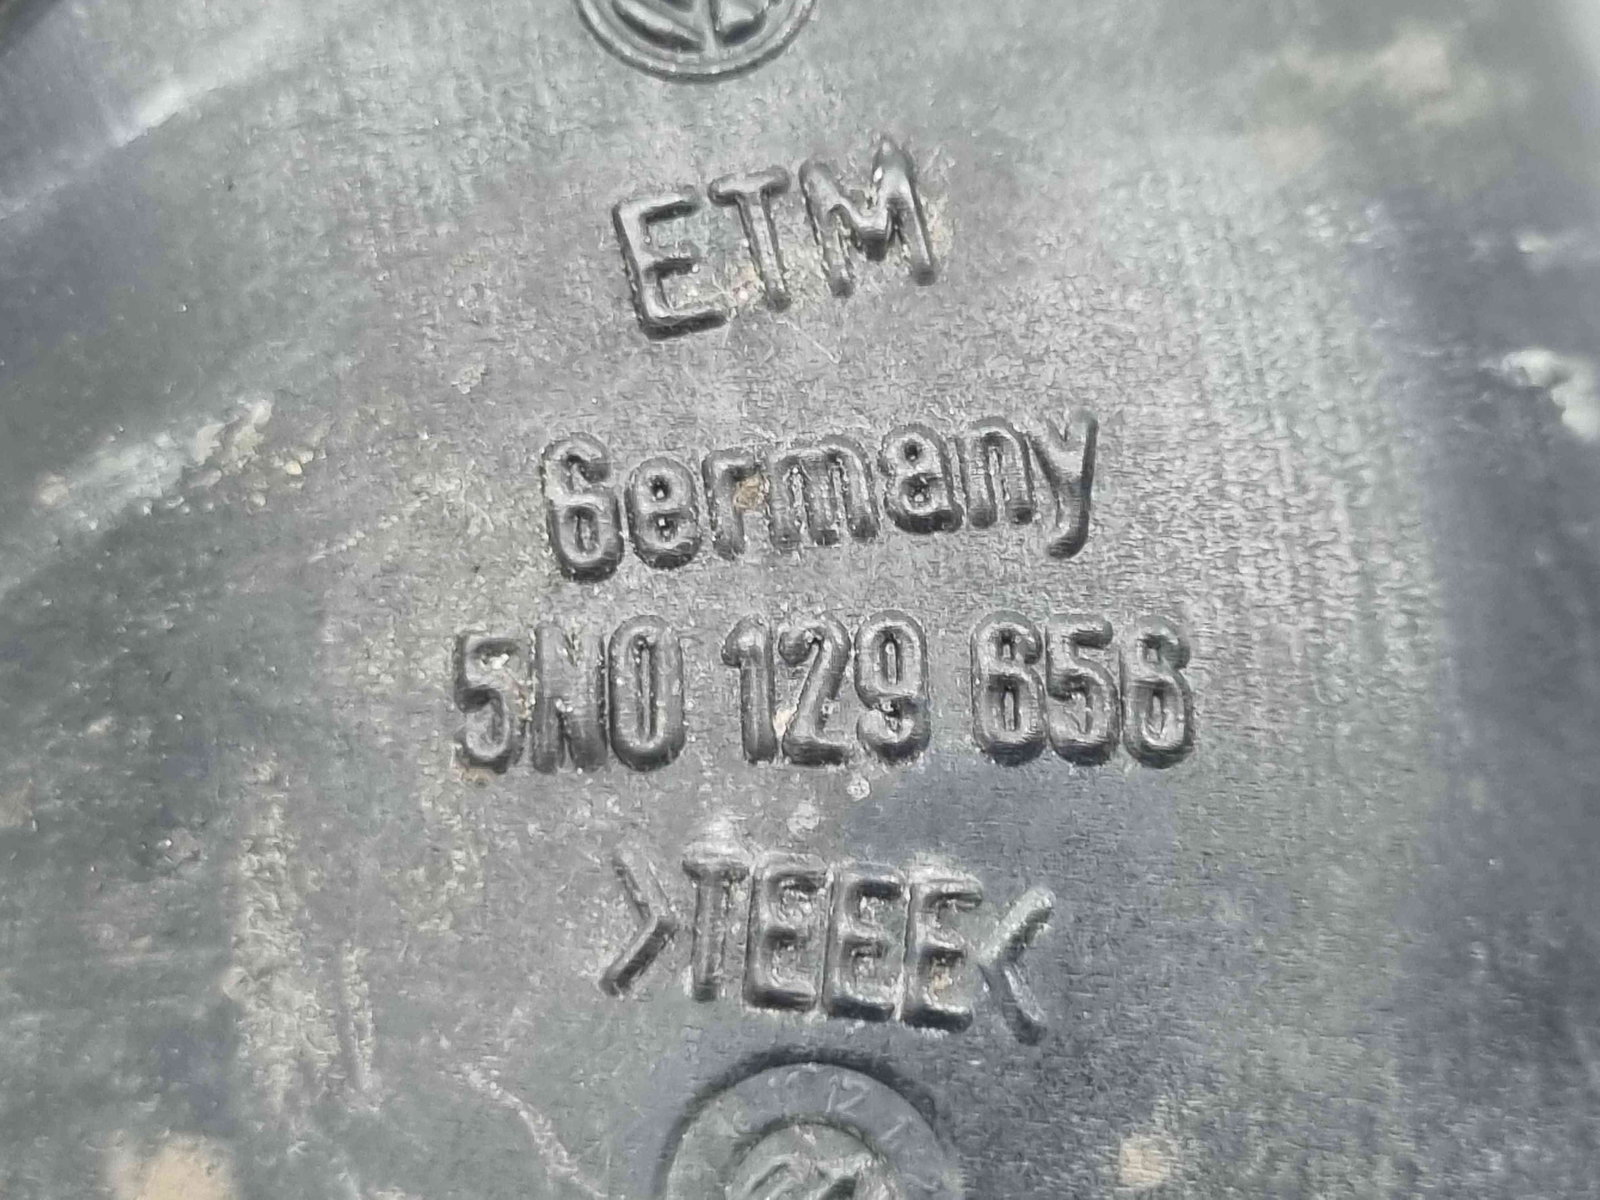 ETM
Germany
5N0 129 656
>TEEE<